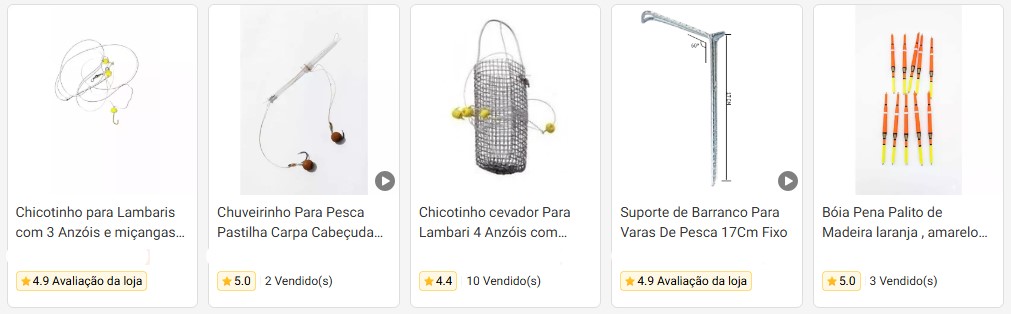 60°
17CM
Chicotinho para Lambaris
com 3 Anzóis e miçangas...
4.9 Avaliação da loja
Chuveirinho Para Pesca
Pastilha Carpa Cabeçuda...
5.0 2 Vendido(s)
Chicotinho cevador Para
Lambari 4 Anzóis com...
4.4 10 Vendido(s)
Suporte de Barranco Para
Varas De Pesca 17Cm Fixo
4.9 Avaliação da loja
Bóia Pena Palito de
Madeira laranja , amarelo...
5.0 3 Vendido(s)